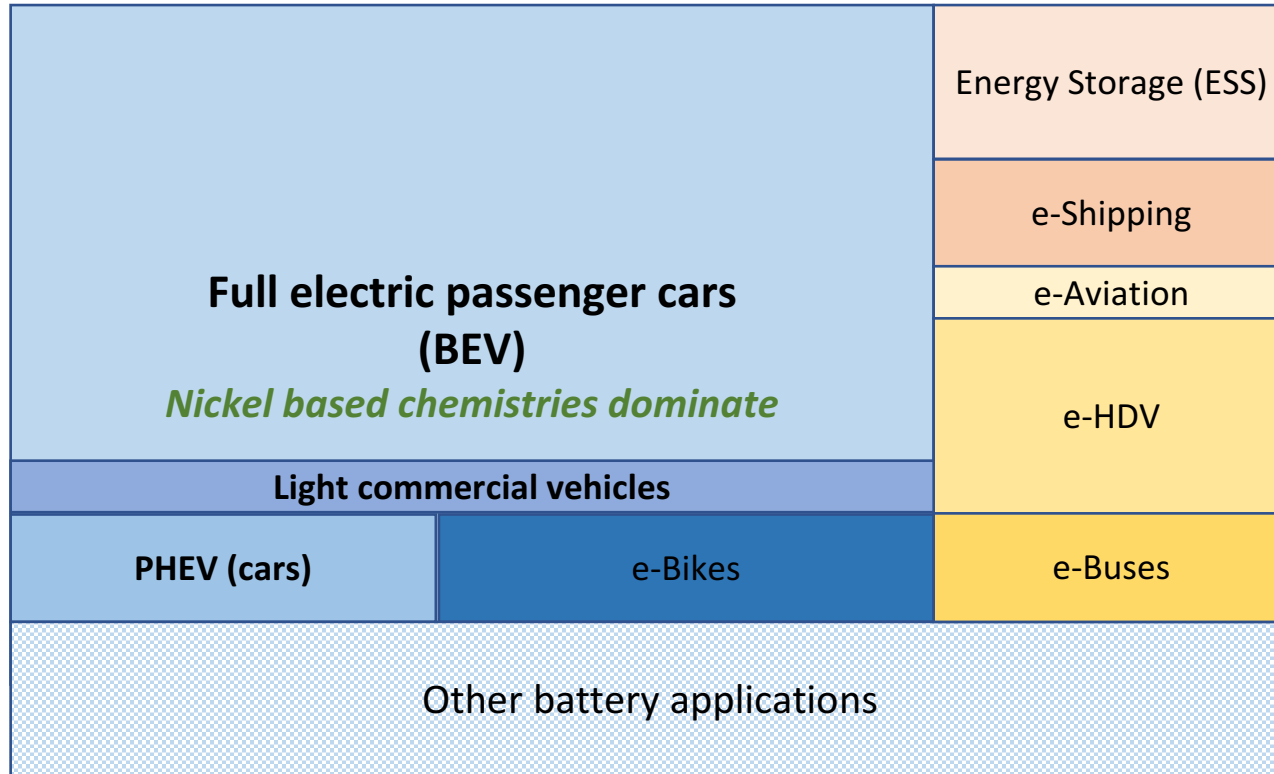 Full electric passenger cars
(BEV)
Nickel based chemistries dominate
Light commercial vehicles
PHEV (cars)
e-Bikes
Energy Storage (ESS)
e-Shipping
e-Aviation
e-HDV
e-Buses
Other battery applications